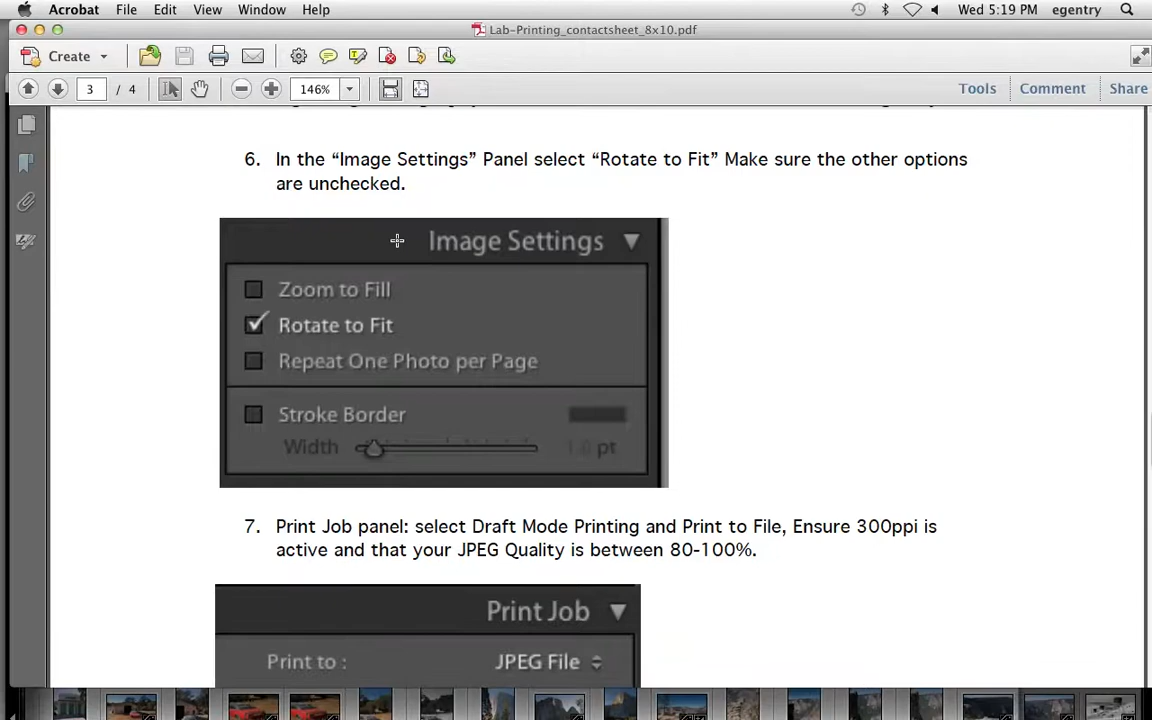 Acrobat File Edit View Window Help Wed 5:19 PM egentry
Lab-Printing_contactsheet_8x10.pdf
Create
3 / 4 146% Tools Comment Share
6. In the “Image Settings” Panel select “Rotate to Fit” Make sure the other options
are unchecked.
Image Settings
Zoom to Fill
Rotate to Fit
Repeat One Photo per Page
Stroke Border
Width pt
7. Print Job panel: select Draft Mode Printing and Print to File, Ensure 300ppi is
active and that your JPEG Quality is between 80-100%.
Print Job
Print to : JPEG File